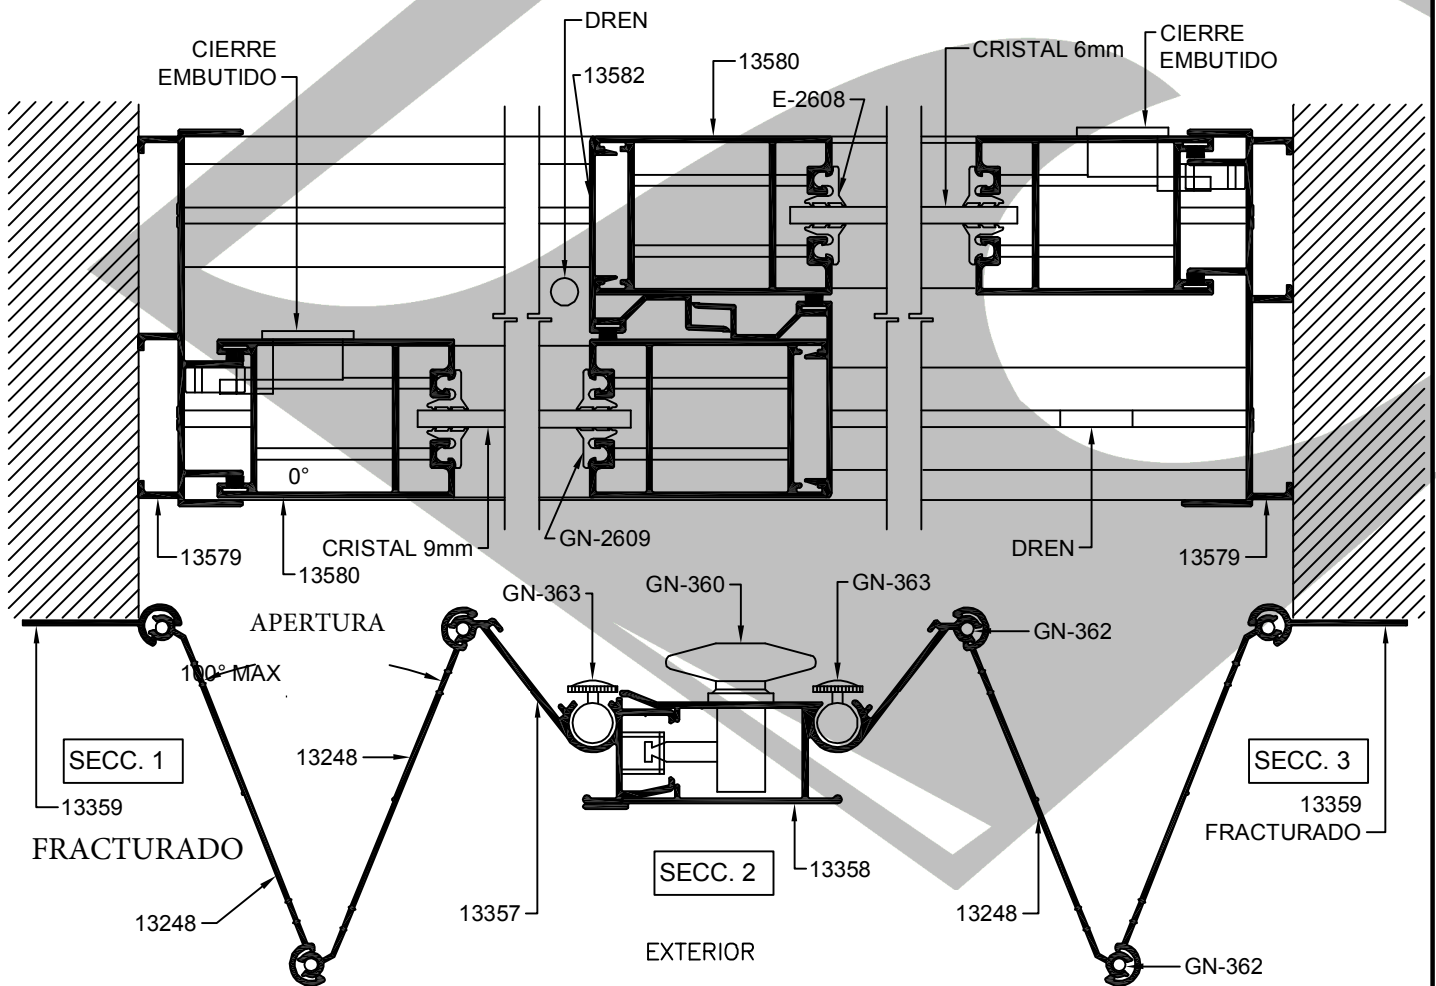 DREN
CIERRE
EMBUTIDO
13582
13580
CRISTAL 6mm
CIERRE
EMBUTIDO
E-2608
0°
CRISTAL 9mm
GN-2609
DREN
13579
13580
13579
GN-363
GN-360
GN-363
APERTURA
100° MAX
GN-362
SECC. 1
13248
SECC. 3
13359
FRACTURADO
13359
FRACTURADO
SECC. 2
13358
13248
13357
13248
EXTERIOR
GN-362